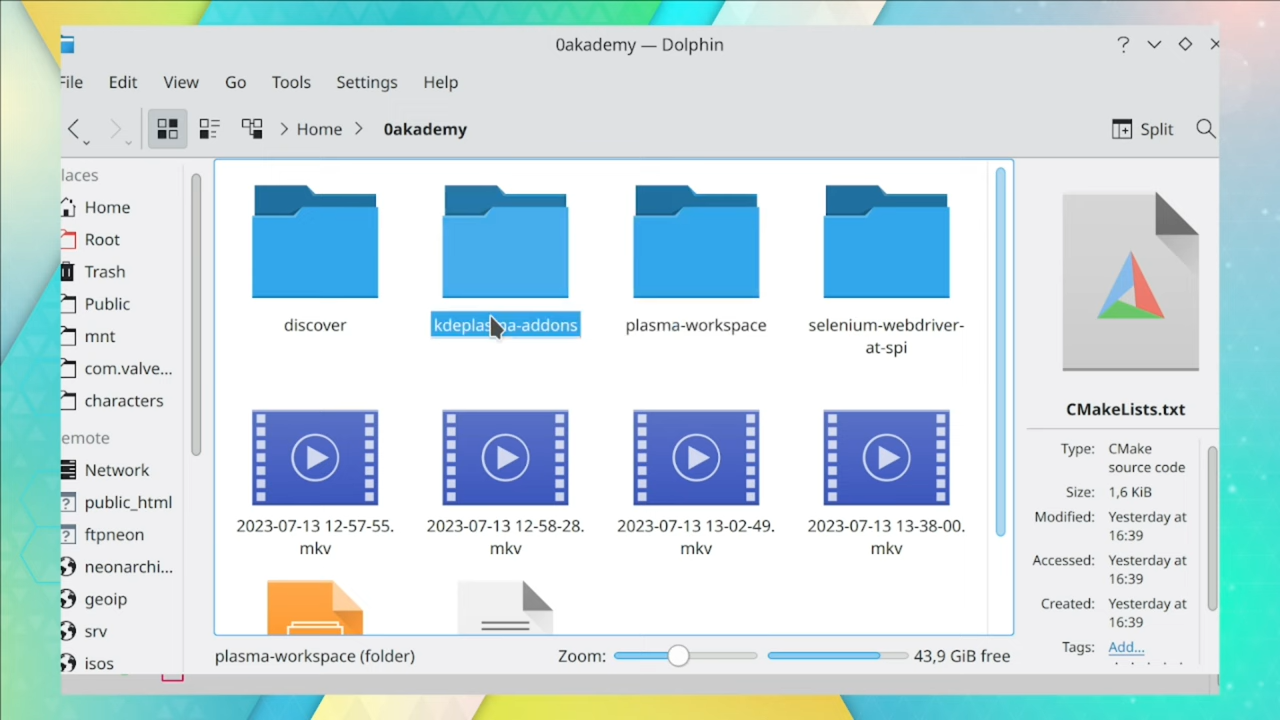 0akademy — Dolphin
File Edit View Go Tools Settings Help
Home 0akademy
Split
laces
Home
Root
Trash
Public
mnt
com.valve...
characters
emote
Network
public_html
ftpneon
neonarchi...
geoip
srv
isos
discover
kdeplasma-addons
plasma-workspace
selenium-webdriver-
at-spi
2023-07-13 12-57-55.
mkv
2023-07-13 12-58-28.
mkv
2023-07-13 13-02-49.
mkv
2023-07-13 13-38-00.
mkv
plasma-workspace (folder)
Zoom:
43,9 GiB free
CMakeLists.txt
Type: CMake
source code
Size: 1,6 KiB
Modified: Yesterday at
16:39
Accessed: Yesterday at
16:39
Created: Yesterday at
16:39
Tags: Add...